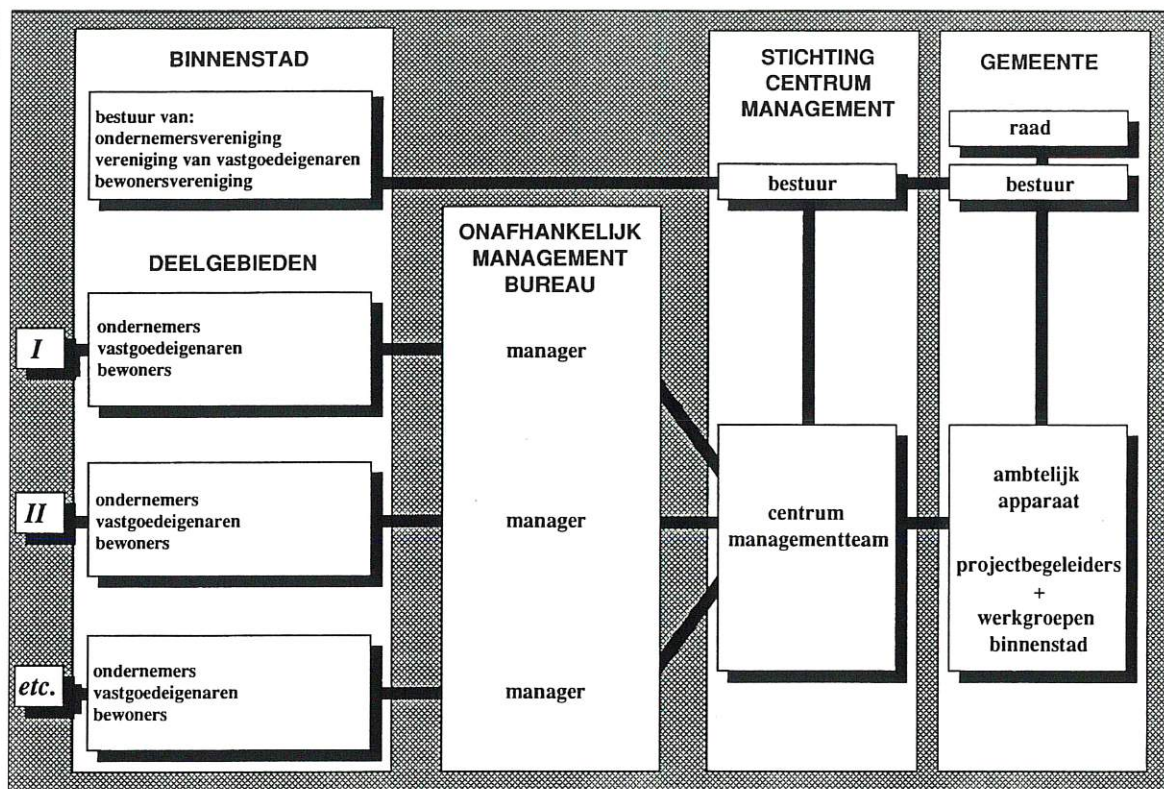 BINNENSTAD
bestuur van:
ondernemersvereniging
vereniging van vastgoedeigenaren
bewonersvereniging
DEELGEBIEDEN
I
ondernemers
vastgoedeigenaren
bewoners
II
ondernemers
vastgoedeigenaren
bewoners
etc.
ondernemers
vastgoedeigenaren
bewoners
ONAFHANKELIJK
MANAGEMENT
BUREAU
manager
manager
manager
STICHTING
CENTRUM
MANAGEMENT
bestuur
centrum
managementteam
GEMEENTE
raad
bestuur
ambtelijk
apparaat
projectbegeleiders
+
werkgroepen
binnenstad